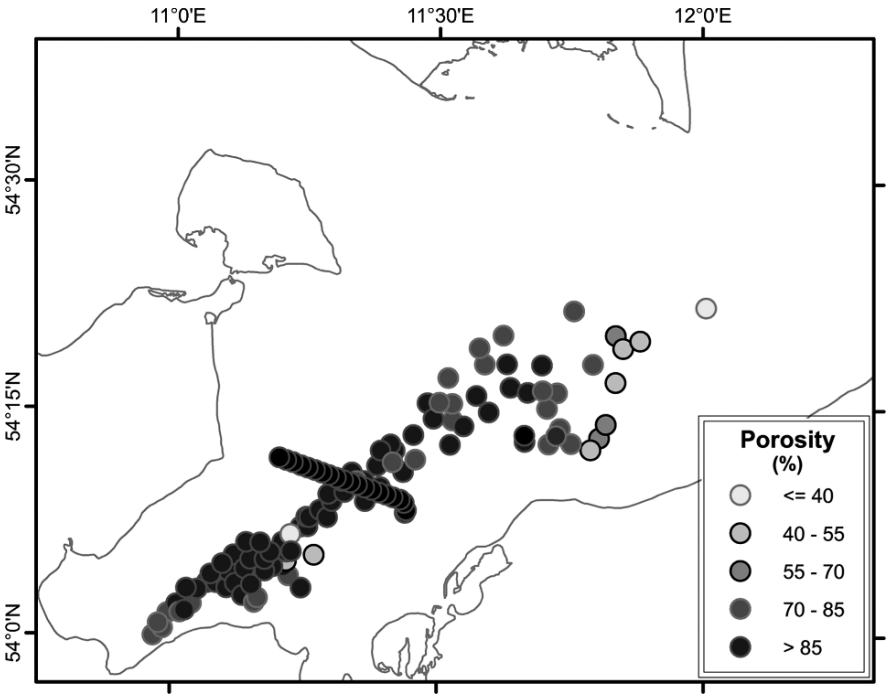 11°0'E 11°30'E 12°0'E
54°30'N
54°15'N
54°0'N
Porosity
(%)
<= 40
40 - 55
55 - 70
70 - 85
> 85